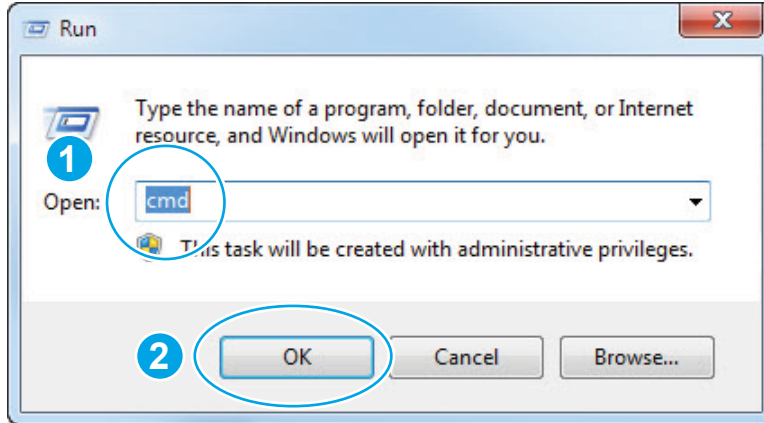 Run
Type the name of a program, folder, document, or Internet
resource, and Windows will open it for you.
1
Open: cmd
This task will be created with administrative privileges.
2 OK Cancel Browse...